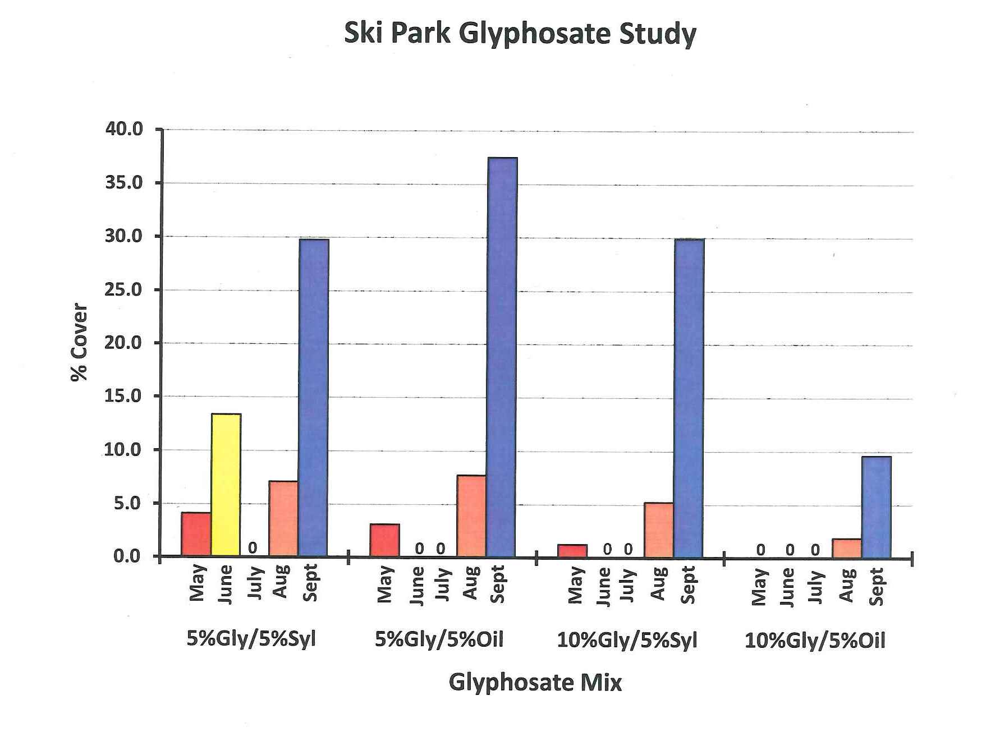 Ski Park Glyphosate Study
40.0
35.0
30.0
25.0
20.0
15.0
10.0
5.0
0.0
% Cover
0 0 0 0 0 0 0 0
May June July Aug Sept May June July Aug Sept May June July Aug Sept May June July Aug Sept
5%Gly/5%Syl 5%Gly/5%Oil 10%Gly/5%Syl 10%Gly/5%Oil
Glyphosate Mix